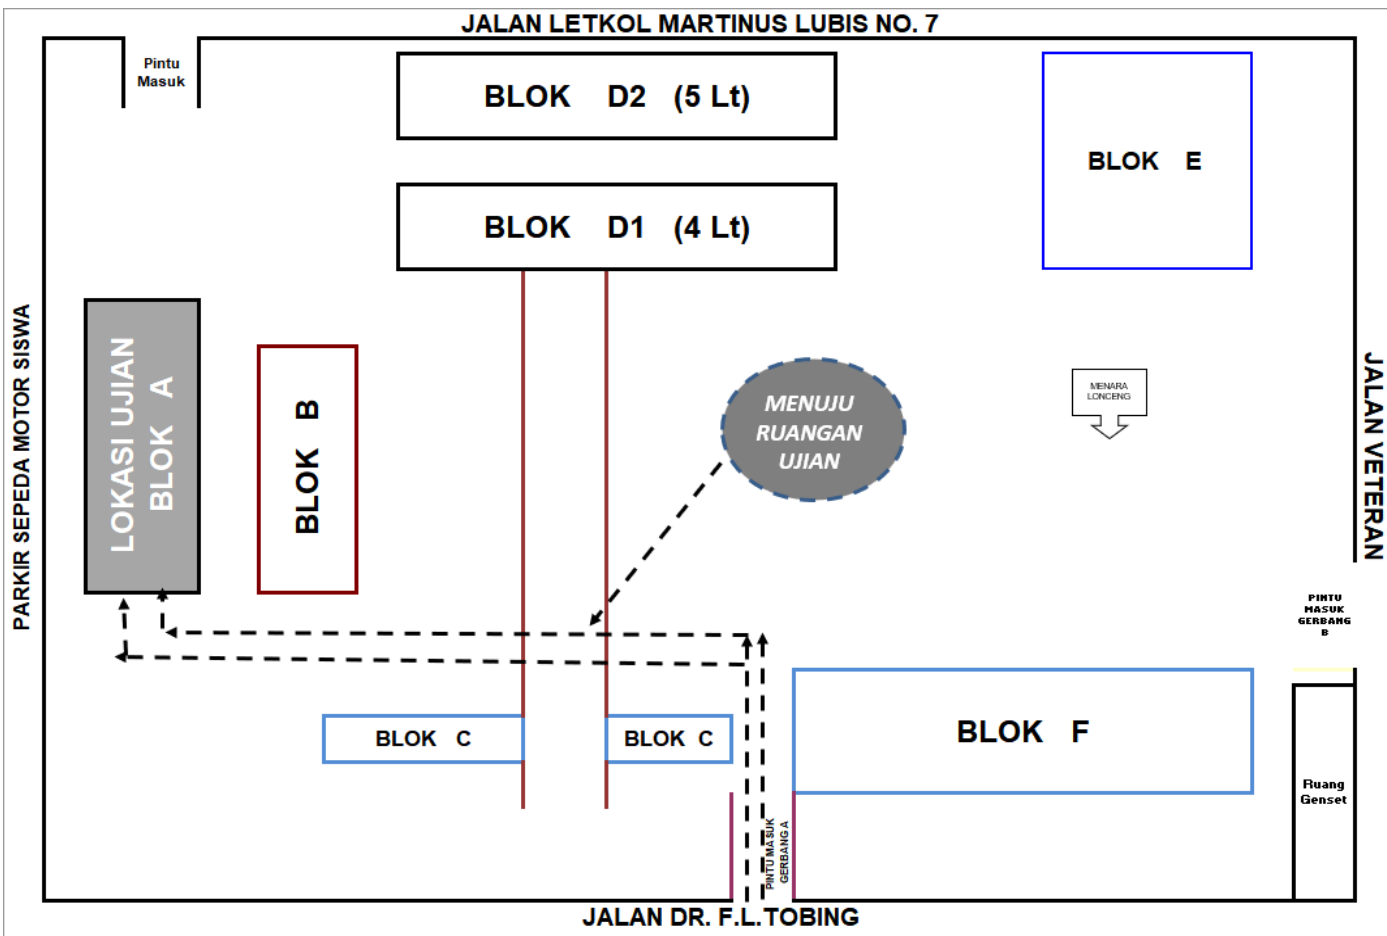 JALAN LETKOL MARTINUS LUBIS NO. 7
Pintu
Masuk
BLOK D2 (5 Lt)
BLOK E
BLOK D1 (4 Lt)
PARKIR SEPEDA MOTOR SISWA
LOKASI UJIAN
BLOK A
BLOK B
MENUJU
RUANGAN
UJIAN
MENARA
LONCENG
JALAN VETERAN
PINTU
MASUK
GERBANG
B
BLOK C
BLOK C
BLOK F
Ruang
Genset
PINTU MASUK
GERBANG A
JALAN DR. F.L.TOBING